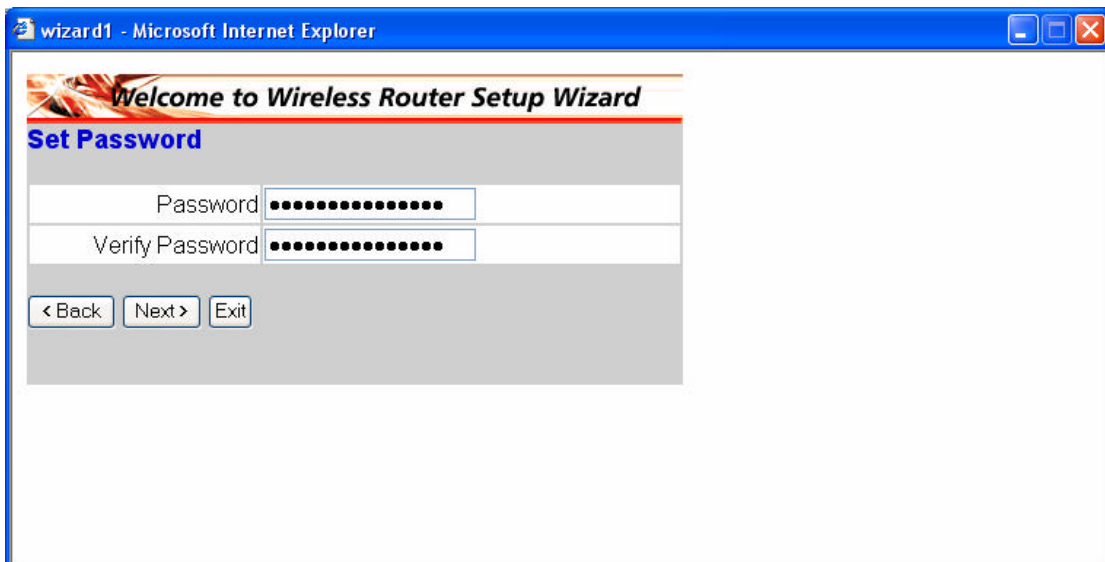 wizard1 - Microsoft Internet Explorer
Welcome to Wireless Router Setup Wizard
Set Password
Password •••••••••••••••
Verify Password •••••••••••••••
< Back Next > Exit